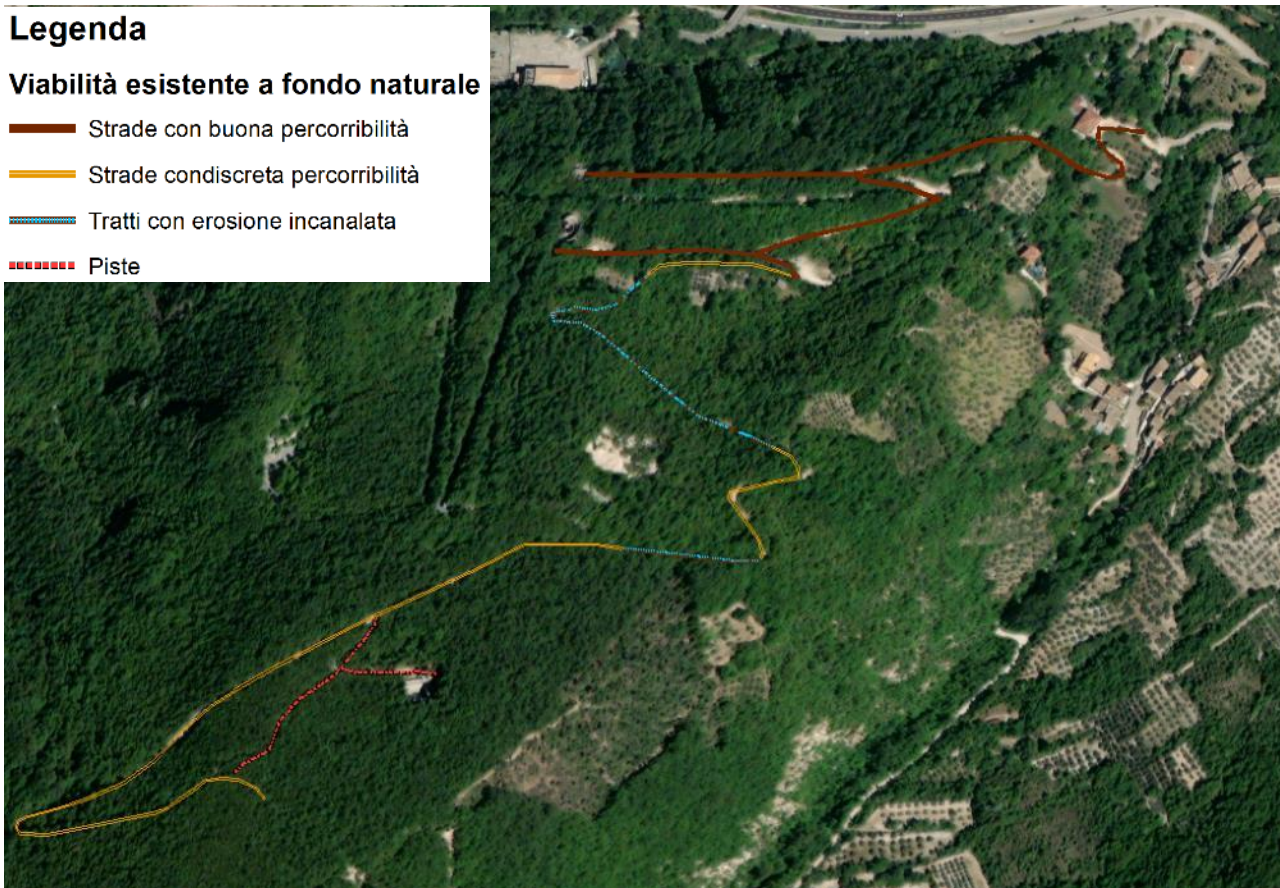 Legenda
Viabilità esistente a fondo naturale
Strade con buona percorribilità
Strade condiscreta percorribilità
Tratti con erosione incanalata
Piste